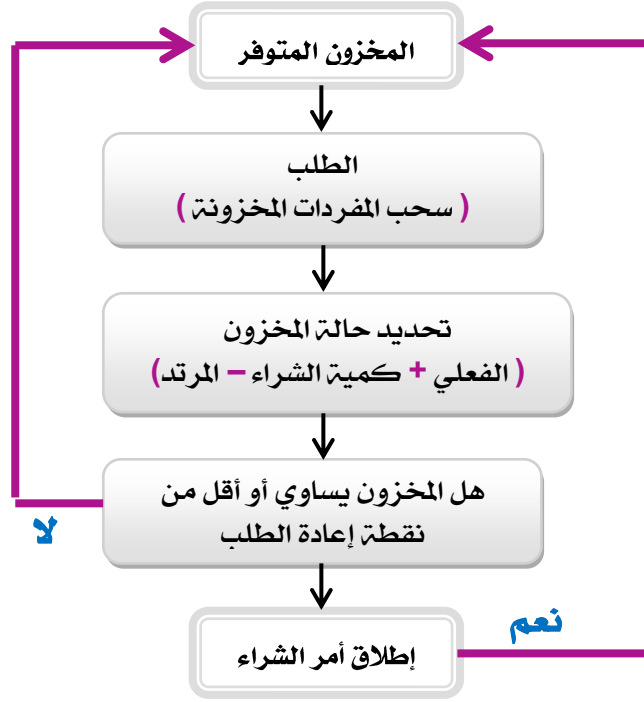 المخزون المتوفر
الطلب
( سحب المفردات المخزونة )
تحديد حالة المخزون
( الفعلي + كمية الشراء – المرتد)
هل المخزون يساوي أو أقل من
نقطة إعادة الطلب
لا
نعم
إطلاق أمر الشراء